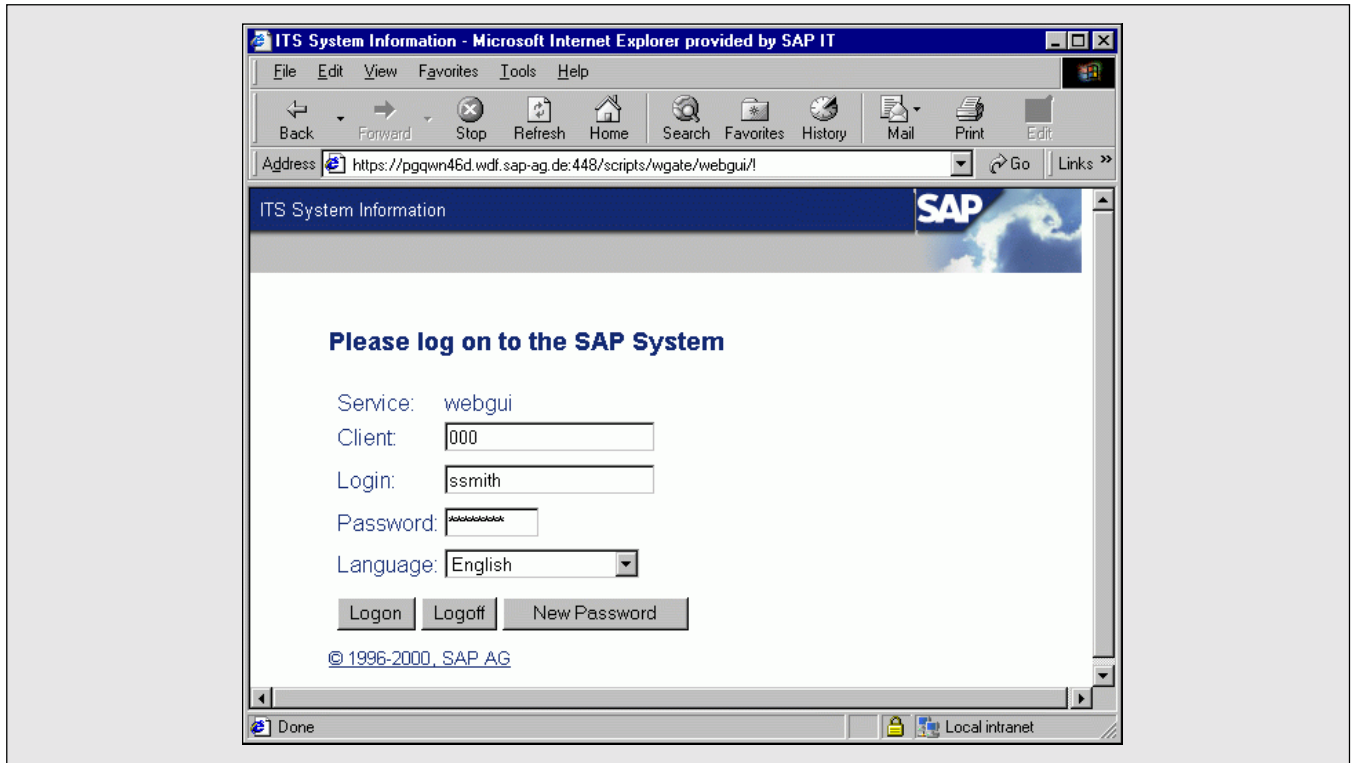 ITS System Information - Microsoft Internet Explorer provided by SAP IT
File Edit View Favorites Tools Help
Back Forward Stop Refresh Home Search Favorites History Mail Print Edit
Address https://pgqwn46d.wdf.sap-ag.de:448/scripts/wgate/webgui/! Go Links »
ITS System Information SAP
Please log on to the SAP System
Service: webgui
Client: 000
Login: ssmith
Password: *********
Language: English
Logon Logoff New Password
© 1996-2000, SAP AG
Done Local intranet